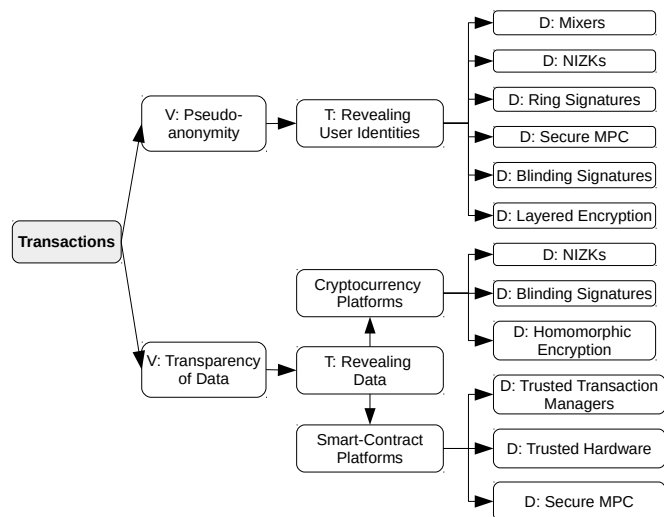 Transactions
V: Pseudo-
anonymity
T: Revealing
User Identities
D: Mixers
D: NIZKs
D: Ring Signatures
D: Secure MPC
D: Blinding Signatures
D: Layered Encryption
V: Transparency
of Data
T: Revealing
Data
Cryptocurrency
Platforms
D: NIZKs
D: Blinding Signatures
D: Homomorphic
Encryption
Smart-Contract
Platforms
D: Trusted Transaction
Managers
D: Trusted Hardware
D: Secure MPC